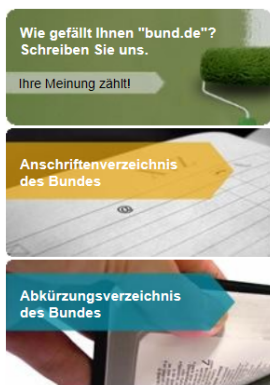 Wie gefällt Ihnen "bund.de"?
Schreiben Sie uns.
Ihre Meinung zählt!
Anschriftenverzeichnis
des Bundes
Abkürzungsverzeichnis
des Bundes